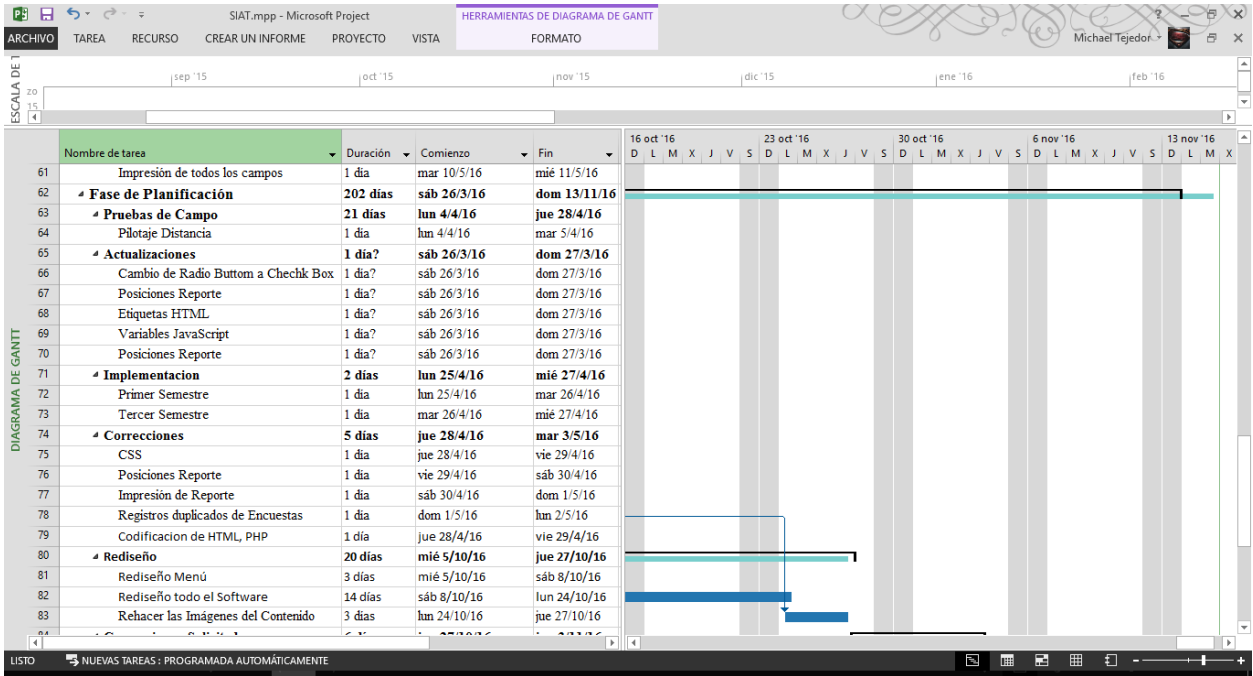 SIAT.mpp - Microsoft Project HERRAMIENTAS DE DIAGRAMA DE GANTT ?
ARCHIVO TAREA RECURSO CREAR UN INFORME PROYECTO VISTA FORMATO Michael Tejedor
sep '15 oct '15 nov '15 dic '15 ene '16 feb '16
zo
15
ESCALA DE T
16 oct '16 23 oct '16 30 oct '16 6 nov '16 13 nov '16
Nombre de tarea Duración Comienzo Fin D L M X J V S D L M X J V S D L M X J V S D L M X J V S D L M X
61 Impresión de todos los campos 1 dia mar 10/5/16 mié 11/5/16
62 Fase de Planificación 202 días sáb 26/3/16 dom 13/11/16
63 Pruebas de Campo 21 días lun 4/4/16 jue 28/4/16
64 Pilotaje Distancia 1 dia lun 4/4/16 mar 5/4/16
65 Actualizaciones 1 día? sáb 26/3/16 dom 27/3/16
66 Cambio de Radio Buttom a Chechk Box 1 dia? sáb 26/3/16 dom 27/3/16
67 Posiciones Reporte 1 dia? sáb 26/3/16 dom 27/3/16
68 Etiquetas HTML 1 dia? sáb 26/3/16 dom 27/3/16
69 Variables JavaScript 1 dia? sáb 26/3/16 dom 27/3/16
70 Posiciones Reporte 1 dia? sáb 26/3/16 dom 27/3/16
71 Implementacion 2 días lun 25/4/16 mié 27/4/16
72 Primer Semestre 1 dia lun 25/4/16 mar 26/4/16
73 Tercer Semestre 1 dia mar 26/4/16 mié 27/4/16
74 Correcciones 5 días jue 28/4/16 mar 3/5/16
75 CSS 1 dia jue 28/4/16 vie 29/4/16
76 Posiciones Reporte 1 dia vie 29/4/16 sáb 30/4/16
77 Impresión de Reporte 1 dia sáb 30/4/16 dom 1/5/16
78 Registros duplicados de Encuestas 1 dia dom 1/5/16 lun 2/5/16
79 Codificacion de HTML, PHP 1 día jue 28/4/16 vie 29/4/16
80 Rediseño 20 días mié 5/10/16 jue 27/10/16
81 Rediseño Menú 3 días mié 5/10/16 sáb 8/10/16
82 Rediseño todo el Software 14 días sáb 8/10/16 lun 24/10/16
83 Rehacer las Imágenes del Contenido 3 dias lun 24/10/16 jue 27/10/16
DIAGRAMA DE GANTT
LISTO NUEVAS TAREAS : PROGRAMADA AUTOMÁTICAMENTE